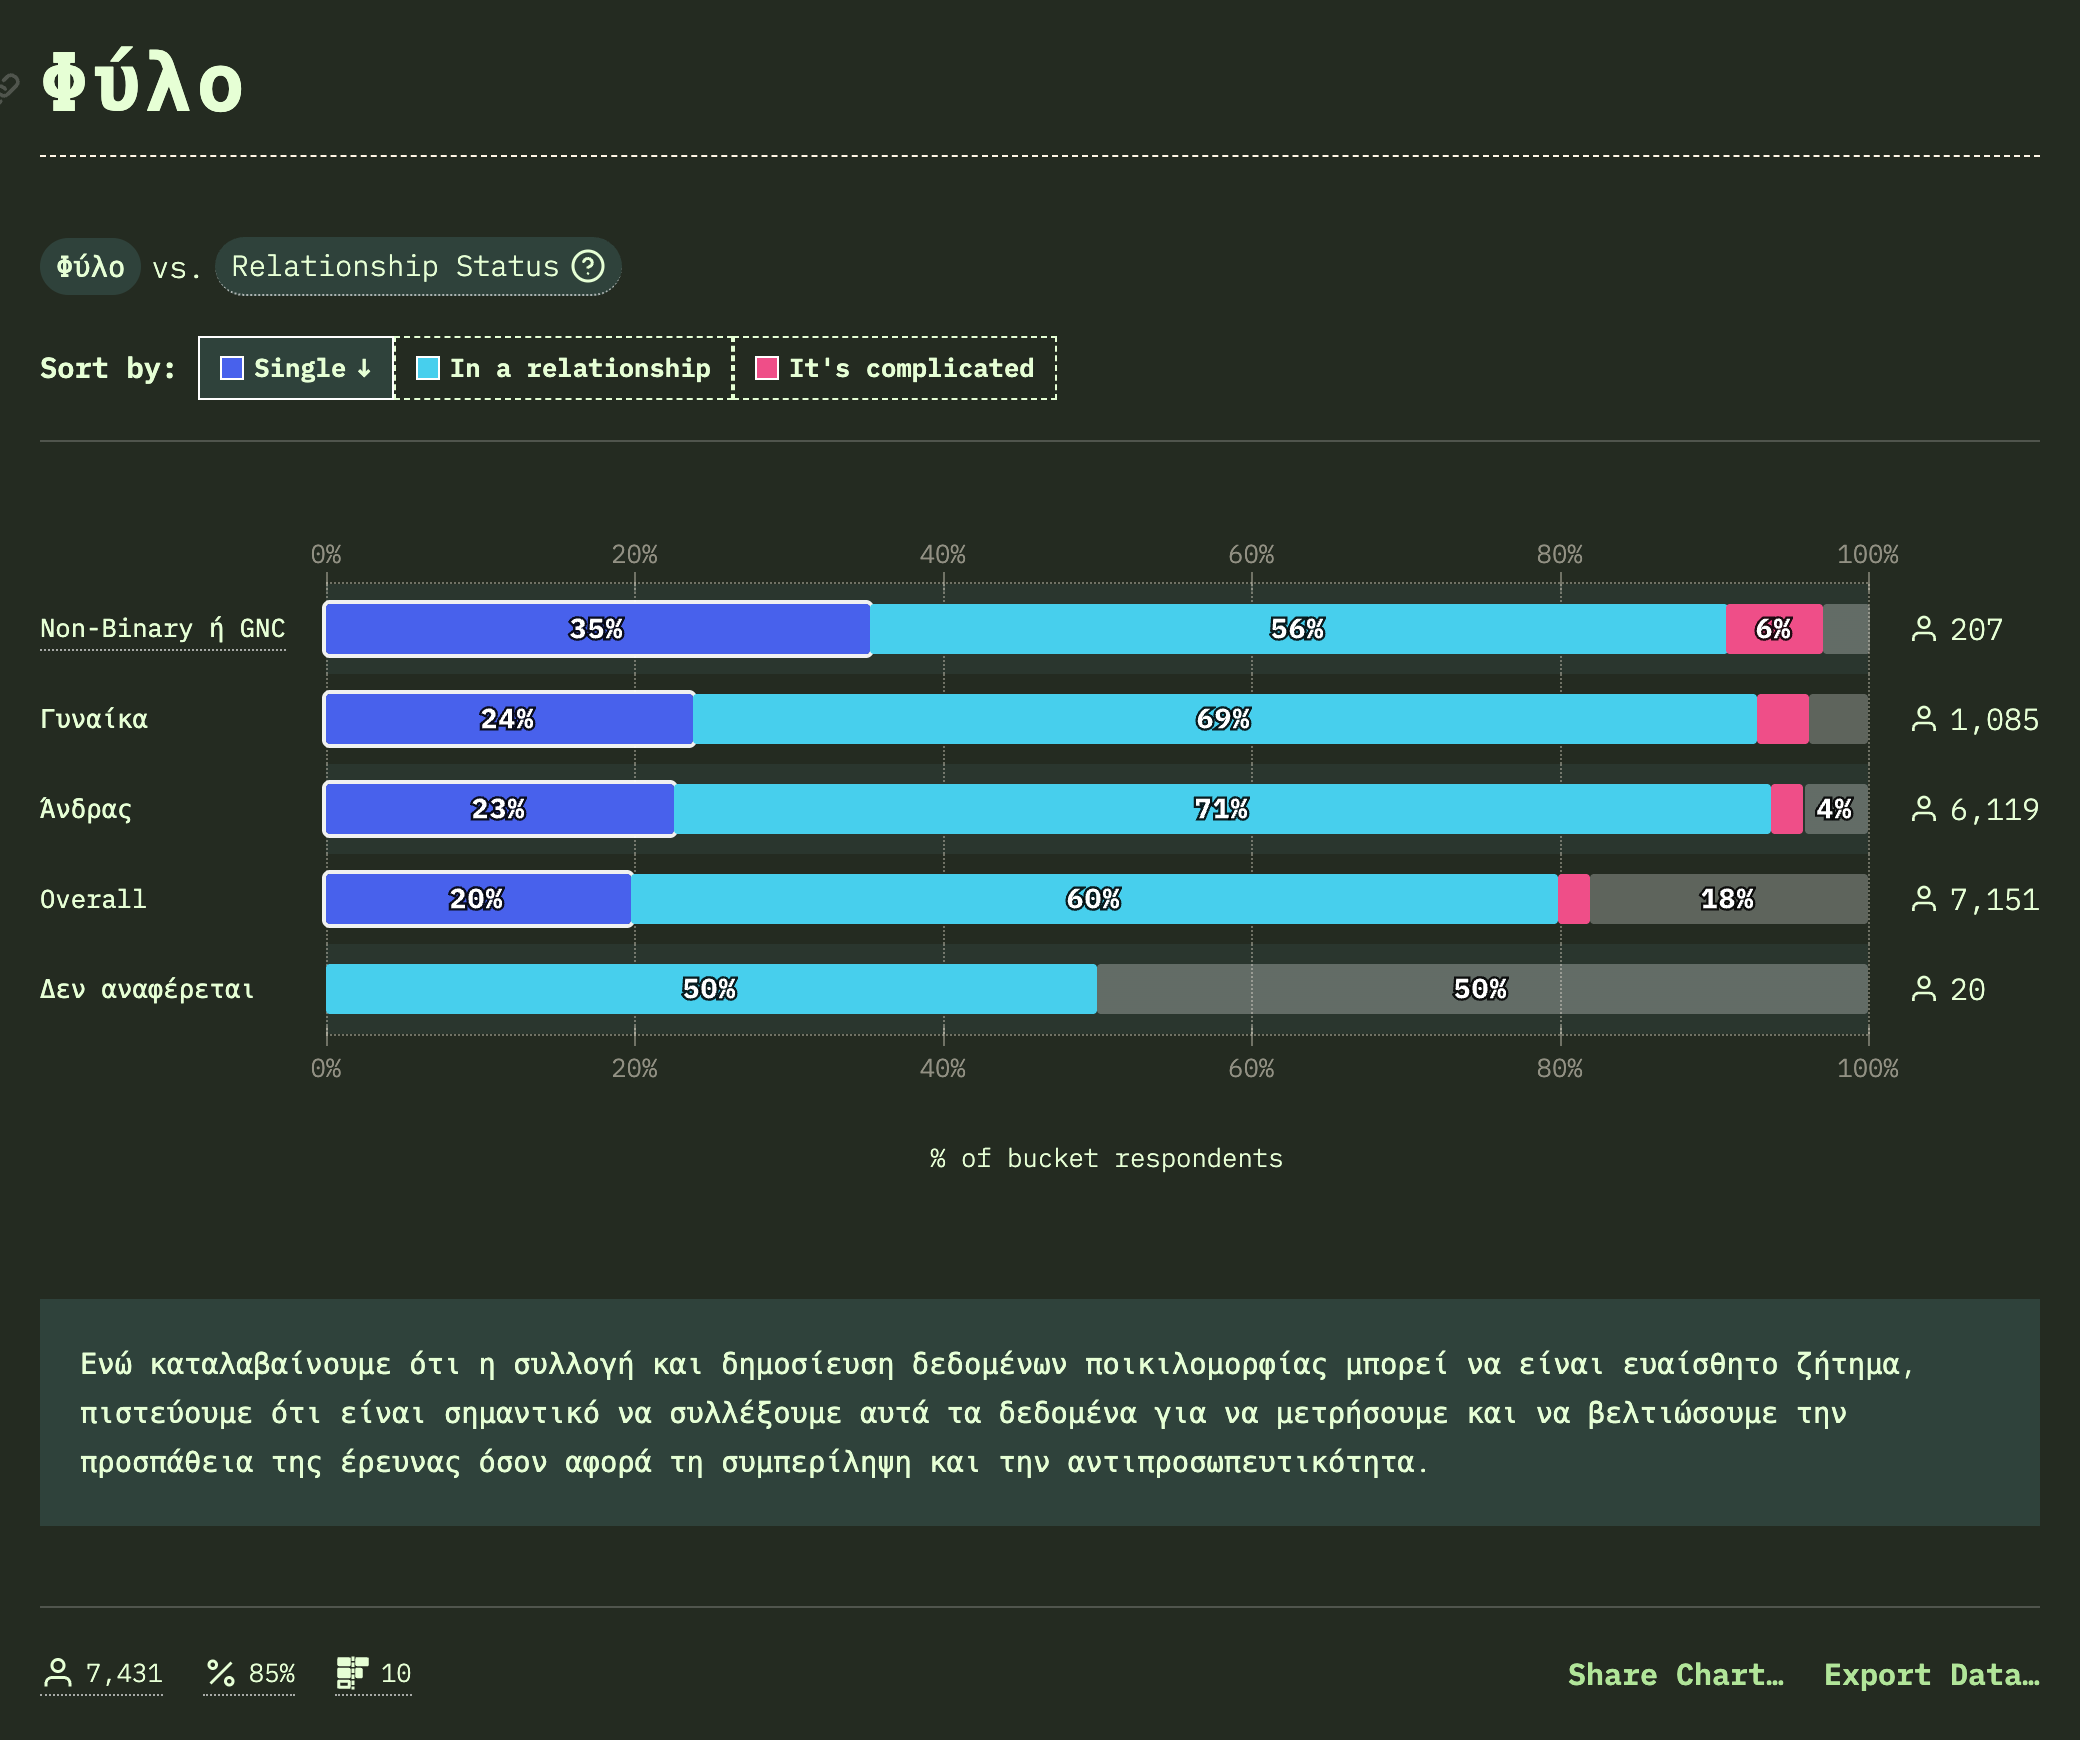 Φύλο
Φύλο vs. Relationship Status ?
Sort by: Single ↓ In a relationship It's complicated
0% 20% 40% 60% 80% 100%
Non-Binary ή GNC 35% 56% 6% 207
Γυναίκα 24% 69% 1,085
Άνδρας 23% 71% 4% 6,119
Overall 20% 60% 18% 7,151
Δεν αναφέρεται 50% 50% 20
0% 20% 40% 60% 80% 100%
% of bucket respondents
Ενώ καταλαβαίνουμε ότι η συλλογή και δημοσίευση δεδομένων ποικιλομορφίας μπορεί να είναι ευαίσθητο ζήτημα,
πιστεύουμε ότι είναι σημαντικό να συλλέξουμε αυτά τα δεδομένα για να μετρήσουμε και να βελτιώσουμε την
προσπάθεια της έρευνας όσον αφορά τη συμπερίληψη και την αντιπροσωπευτικότητα.
7,431 % 85% 10 Share Chart… Export Data…